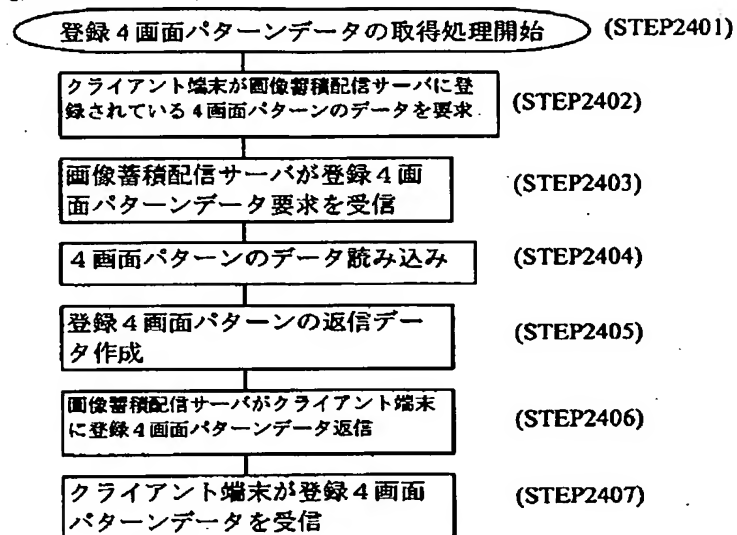 登録４画面パターンデータの取得処理開始 (STEP2401)
クライアント端末が画像蓄積配信サーバに登
録されている４画面パターンのデータを要求 (STEP2402)
画像蓄積配信サーバが登録４画
面パターンデータ要求を受信 (STEP2403)
４画面パターンのデータ読み込み (STEP2404)
登録４画面パターンの返信デー
タ作成 (STEP2405)
画像蓄積配信サーバがクライアント端末
に登録４画面パターンデータ返信 (STEP2406)
クライアント端末が登録４画面
パターンデータを受信 (STEP2407)